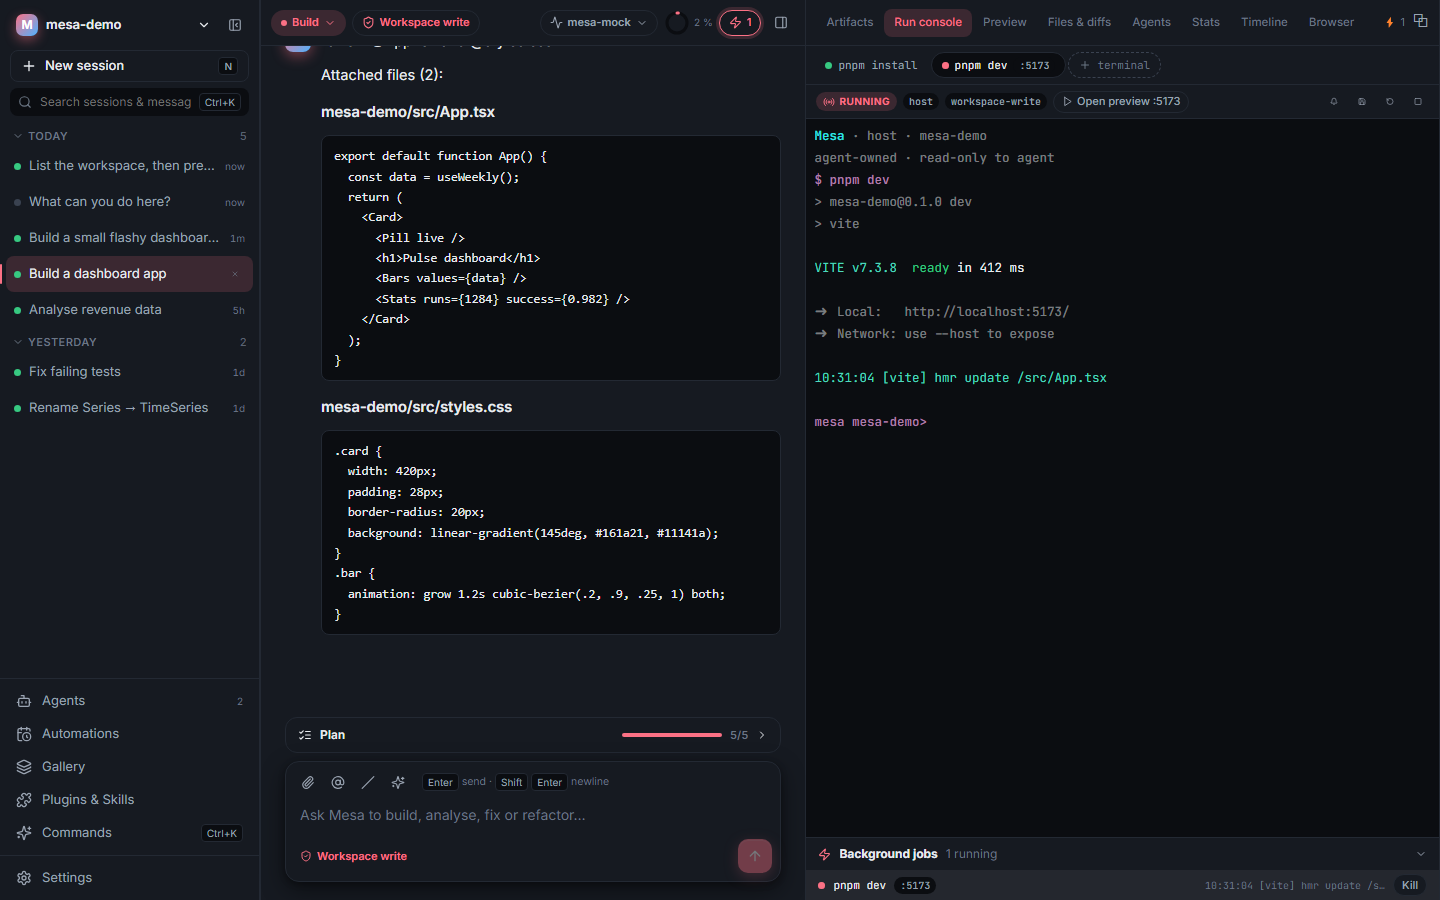 M mesa-demo
New session N
Search sessions & messag Ctrl+K
TODAY 5
List the workspace, then pre... now
What can you do here? now
Build a small flashy dashboar... 1m
Build a dashboard app ×
Analyse revenue data 5h
YESTERDAY 2
Fix failing tests 1d
Rename Series → TimeSeries 1d
Agents 2
Automations
Gallery
Plugins & Skills
Commands Ctrl+K
Settings
Build Workspace write mesa-mock 2 % 1
Attached files (2):
mesa-demo/src/App.tsx
export default function App() {
  const data = useWeekly();
  return (
    <Card>
      <Pill live />
      <h1>Pulse dashboard</h1>
      <Bars values={data} />
      <Stats runs={1284} success={0.982} />
    </Card>
  );
}
mesa-demo/src/styles.css
.card {
  width: 420px;
  padding: 28px;
  border-radius: 20px;
  background: linear-gradient(145deg, #161a21, #11141a);
}
.bar {
  animation: grow 1.2s cubic-bezier(.2, .9, .25, 1) both;
}
Plan 5/5
@ Enter send · Shift Enter newline
Ask Mesa to build, analyse, fix or refactor...
Workspace write
Artifacts Run console Preview Files & diffs Agents Stats Timeline Browser 1
pnpm install pnpm dev :5173 + terminal
RUNNING host workspace-write Open preview :5173
Mesa · host · mesa-demo
agent-owned · read-only to agent
$ pnpm dev
> mesa-demo@0.1.0 dev
> vite
VITE v7.3.8  ready in 412 ms
➜ Local:   http://localhost:5173/
➜ Network: use --host to expose
10:31:04 [vite] hmr update /src/App.tsx
mesa mesa-demo>
Background jobs 1 running
pnpm dev :5173 10:31:04 [vite] hmr update /s… Kill